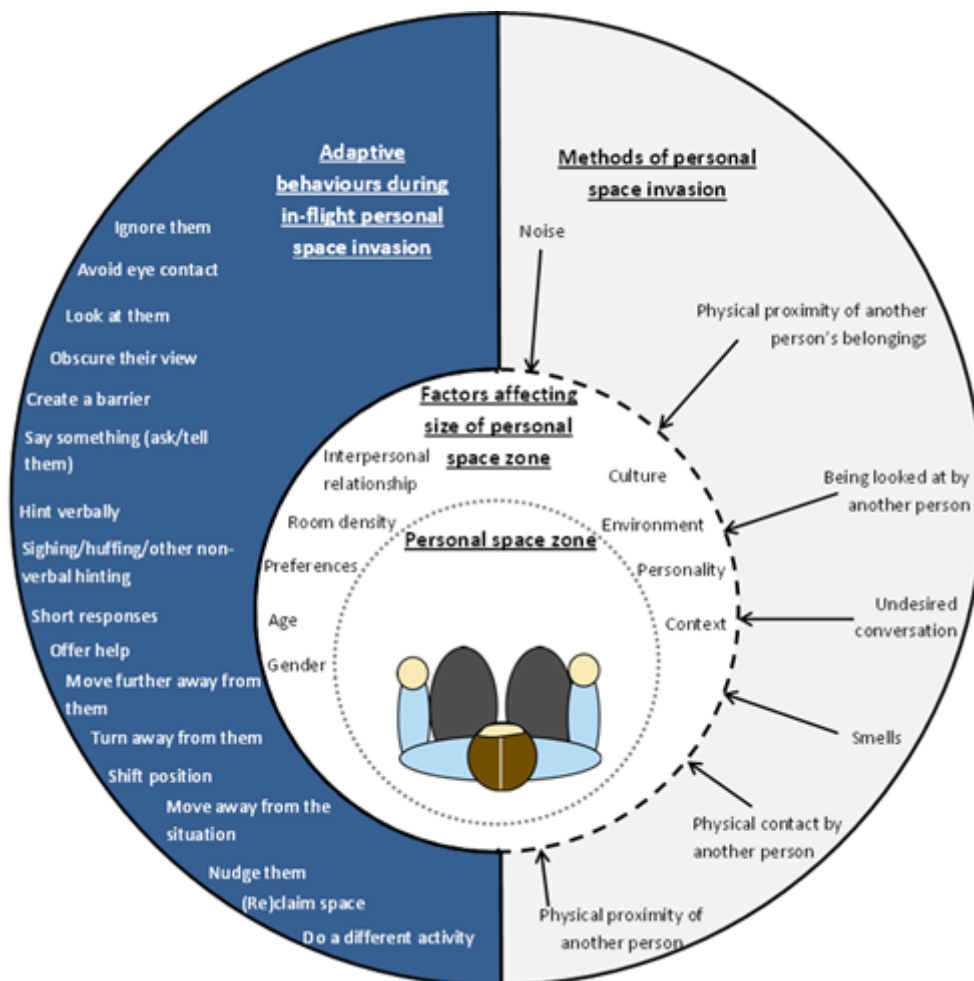 Adaptive
behaviours during
in-flight personal
space invasion
Ignore them
Avoid eye contact
Look at them
Obscure their view
Create a barrier
Say something (ask/tell
them)
Hint verbally
Sighing/huffing/other non-
verbal hinting
Short responses
Offer help
Move further away from
them
Turn away from them
Shift position
Move away from the
situation
Nudge them
(Re)claim space
Do a different activity
Methods of personal
space invasion
Noise
Physical proximity of another
person's belongings
Being looked at by
another person
Undesired
conversation
Smells
Physical contact by
another person
Physical proximity of
another person
Factors affecting
size of personal
space zone
Interpersonal
relationship
Room density
Preferences
Age
Gender
Culture
Environment
Personality
Context
Personal space zone